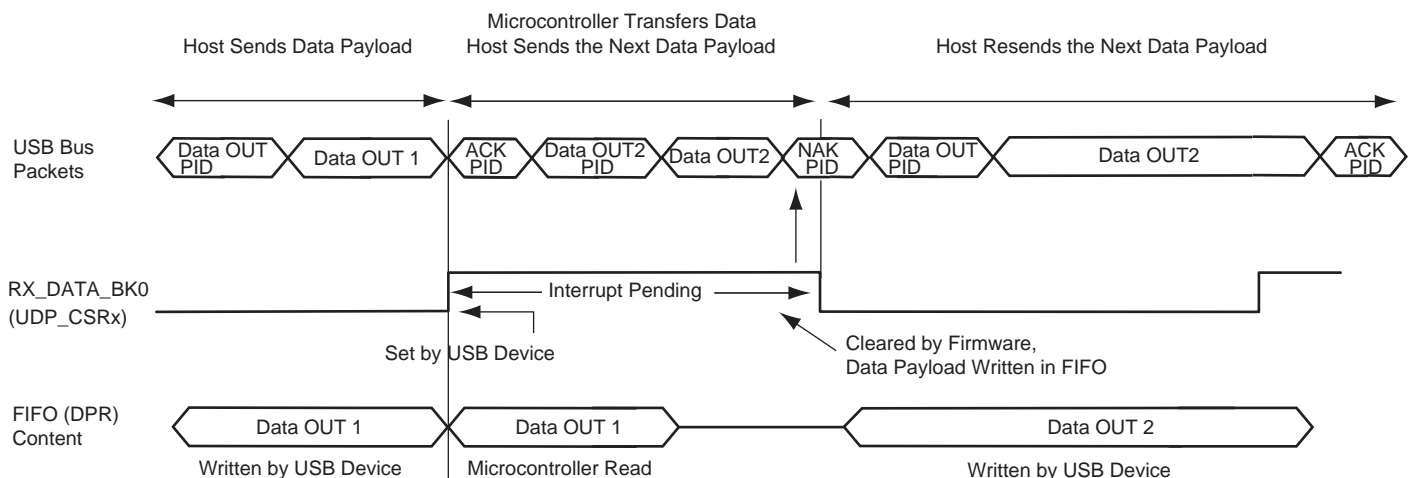 Microcontroller Transfers Data
Host Sends Data Payload
Host Sends the Next Data Payload
Host Resends the Next Data Payload
USB Bus
Packets
Data OUT
PID
Data OUT 1
ACK
PID
Data OUT2
PID
Data OUT2
NAK
PID
Data OUT
PID
Data OUT2
ACK
PID
RX_DATA_BK0
(UDP_CSRx)
Interrupt Pending
Set by USB Device
Cleared by Firmware,
Data Payload Written in FIFO
FIFO (DPR)
Content
Data OUT 1
Data OUT 1
Data OUT 2
Written by USB Device
Microcontroller Read
Written by USB Device